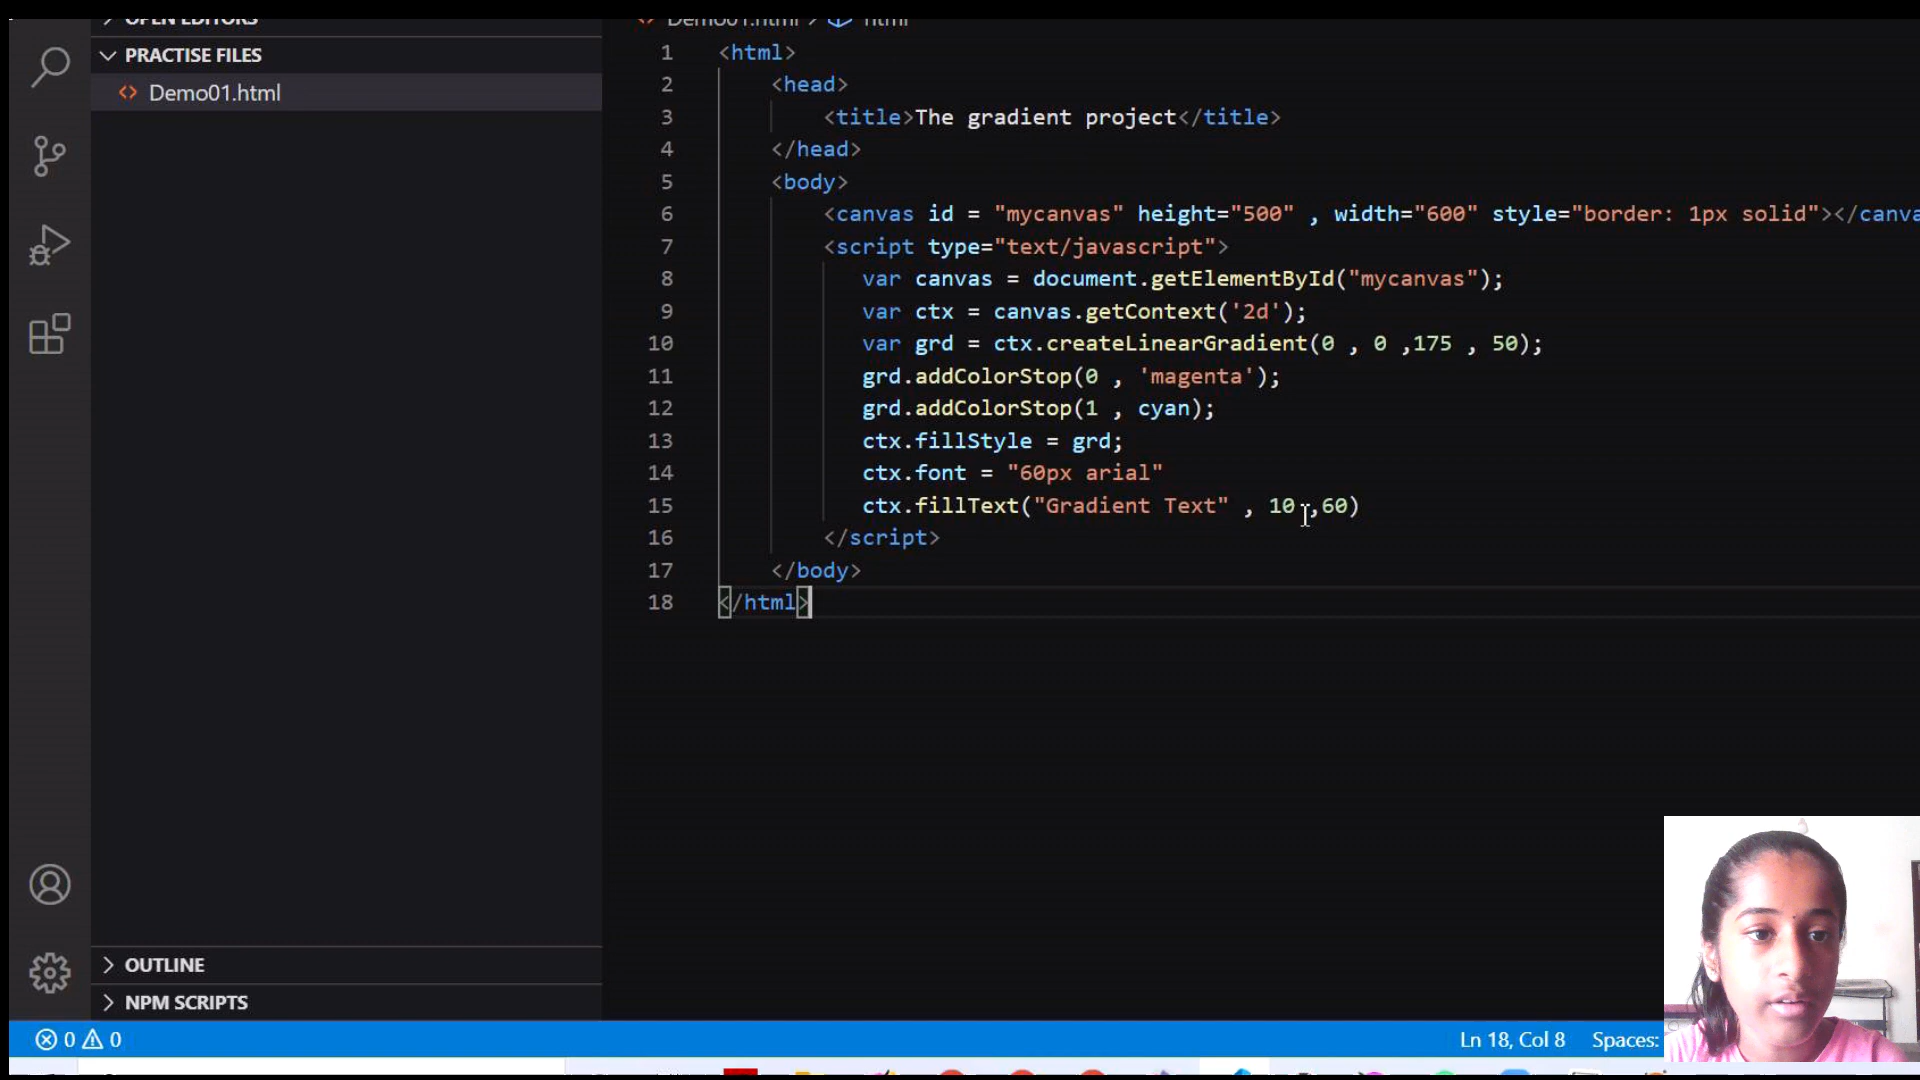 OPEN EDITORS
PRACTISE FILES
Demo01.html
OUTLINE
NPM SCRIPTS
Demo01.html > html
1 <html>
2 <head>
3 <title>The gradient project</title>
4 </head>
5 <body>
6 <canvas id = "mycanvas" height="500" , width="600" style="border: 1px solid"></canva
7 <script type="text/javascript">
8 var canvas = document.getElementById("mycanvas");
9 var ctx = canvas.getContext('2d');
10 var grd = ctx.createLinearGradient(0 , 0 ,175 , 50);
11 grd.addColorStop(0 , 'magenta');
12 grd.addColorStop(1 , cyan);
13 ctx.fillStyle = grd;
14 ctx.font = "60px arial"
15 ctx.fillText("Gradient Text" , 10 ,60)
16 </script>
17 </body>
18 </html>
0 0
Ln 18, Col 8 Spaces: